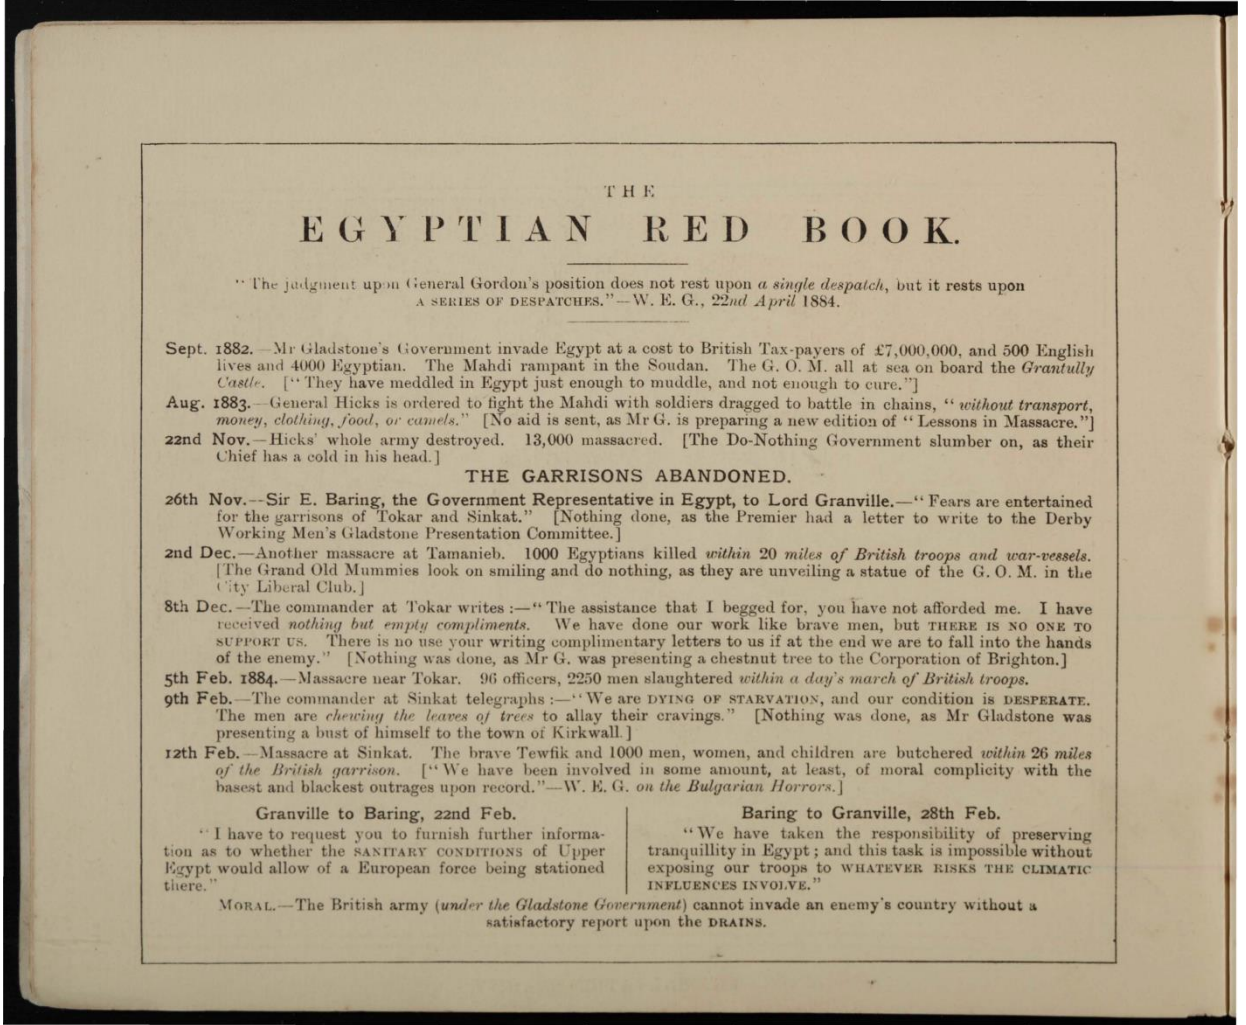 THE
EGYPTIAN RED BOOK.
"The judgment upon General Gordon's position does not rest upon a single despatch, but it rests upon
A SERIES OF DESPATCHES."—W. E. G., 22nd April 1884.
Sept. 1882.—Mr Gladstone's Government invade Egypt at a cost to British Tax-payers of £7,000,000, and 500 English
lives and 4000 Egyptian. The Mahdi rampant in the Soudan. The G. O. M. all at sea on board the Grantully
Castle. ["They have meddled in Egypt just enough to muddle, and not enough to cure."]
Aug. 1883.—General Hicks is ordered to fight the Mahdi with soldiers dragged to battle in chains, "without transport,
money, clothing, food, or camels." [No aid is sent, as Mr G. is preparing a new edition of "Lessons in Massacre."]
22nd Nov.—Hicks' whole army destroyed. 13,000 massacred. [The Do-Nothing Government slumber on, as their
Chief has a cold in his head.]
THE GARRISONS ABANDONED.
26th Nov.--Sir E. Baring, the Government Representative in Egypt, to Lord Granville.—"Fears are entertained
for the garrisons of Tokar and Sinkat." [Nothing done, as the Premier had a letter to write to the Derby
Working Men's Gladstone Presentation Committee.]
2nd Dec.—Another massacre at Tamanieb. 1000 Egyptians killed within 20 miles of British troops and war-vessels.
[The Grand Old Mummies look on smiling and do nothing, as they are unveiling a statue of the G. O. M. in the
City Liberal Club.]
8th Dec.—The commander at Tokar writes:—"The assistance that I begged for, you have not afforded me. I have
received nothing but empty compliments. We have done our work like brave men, but THERE IS NO ONE TO
SUPPORT US. There is no use your writing complimentary letters to us if at the end we are to fall into the hands
of the enemy." [Nothing was done, as Mr G. was presenting a chestnut tree to the Corporation of Brighton.]
5th Feb. 1884.—Massacre near Tokar. 96 officers, 2250 men slaughtered within a day's march of British troops.
9th Feb.—The commander at Sinkat telegraphs:—"We are DYING OF STARVATION, and our condition is DESPERATE.
The men are chewing the leaves of trees to allay their cravings." [Nothing was done, as Mr Gladstone was
presenting a bust of himself to the town of Kirkwall.]
12th Feb.—Massacre at Sinkat. The brave Tewfik and 1000 men, women, and children are butchered within 26 miles
of the British garrison. ["We have been involved in some amount, at least, of moral complicity with the
basest and blackest outrages upon record."—W. E. G. on the Bulgarian Horrors.]
Granville to Baring, 22nd Feb.
"I have to request you to furnish further informa-
tion as to whether the SANITARY CONDITIONS of Upper
Egypt would allow of a European force being stationed
there."
Baring to Granville, 28th Feb.
"We have taken the responsibility of preserving
tranquillity in Egypt; and this task is impossible without
exposing our troops to WHATEVER RISKS THE CLIMATIC
INFLUENCES INVOLVE."
MORAL.—The British army (under the Gladstone Government) cannot invade an enemy's country without a
satisfactory report upon the DRAINS.